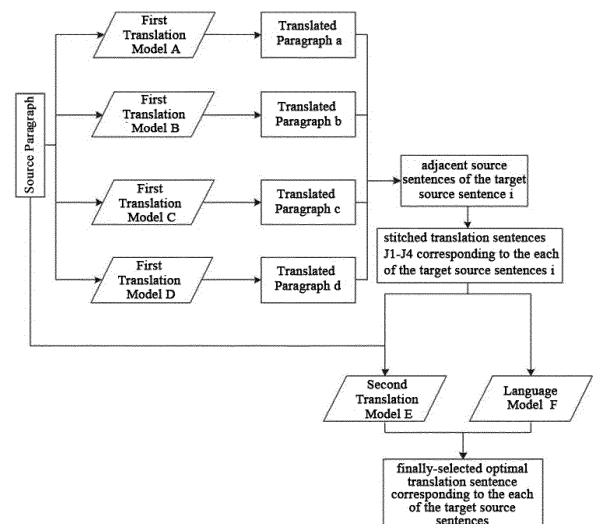 Source Paragraph
First
Translation
Model A
Translated
Paragraph a
First
Translation
Model B
Translated
Paragraph b
First
Translation
Model C
Translated
Paragraph c
First
Translation
Model D
Translated
Paragraph d
adjacent source
sentences of the target
source sentence i
stitched translation sentences
J1-J4 corresponding to the each
of the target source sentences i
Second
Translation
Model E
Language
Model F
finally-selected optimal
translation sentence
corresponding to the each
of the target source
sentences